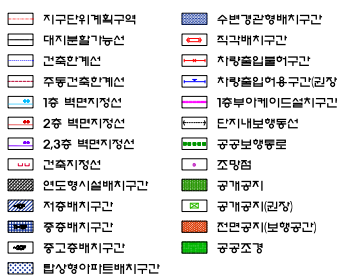 지구단위계획구역
대지분할가능선
건축한계선
주동건축한계선
1층 벽면지정선
2층 벽면지정선
2,3층 벽면지정선
건축지정선
연도형시설배치구간
저층배치구간
중층배치구간
중고층배치구간
탑상형아파트배치구간
수변경관형배치구간
직각배치구간
차량출입불허구간
차량출입허용구간(권장
1층부아케이드설치구간
단지내보행동선
공공보행통로
조망점
공개공지
공개공지(권장)
전면공지(보행공간)
공공조경